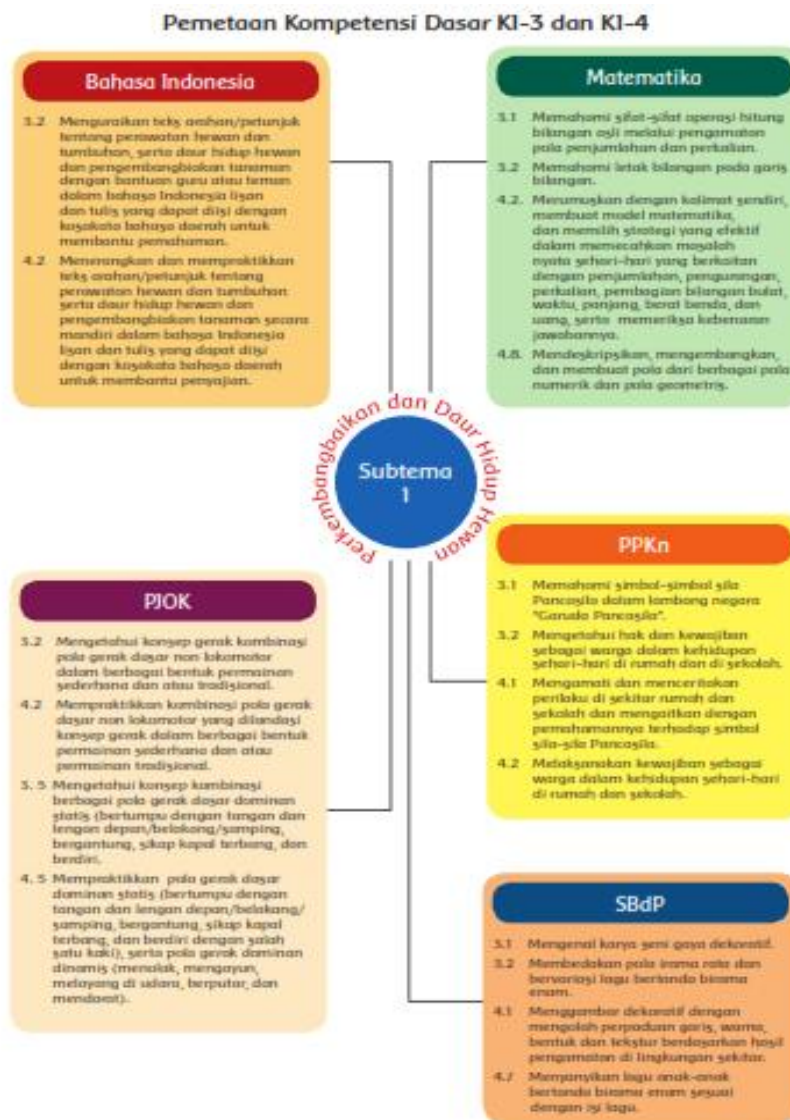 Pemetaan Kompetensi Dasar KI-3 dan KI-4
Bahasa Indonesia
3.2 Menguraikan teks arahan/petunjuk
tentang perawatan hewan dan
tumbuhan, serta daur hidup hewan
dan pengembangbiakan tanaman
dengan bantuan guru atau teman
dalam bahasa Indonesia lisan
dan tulis yang dapat diisi dengan
kosakata bahasa daerah untuk
membantu pemahaman.
4.2 Menerangkan dan mempraktikkan
teks arahan/petunjuk tentang
perawatan hewan dan tumbuhan
serta daur hidup hewan dan
pengembangbiakan tanaman secara
mandiri dalam bahasa Indonesia
lisan dan tulis yang dapat diisi
dengan kosakata bahasa daerah
untuk membantu penyajian.
Matematika
3.1 Memahami sifat-sifat operasi hitung
bilangan asli melalui pengamatan
pola penjumlahan dan perkalian.
3.2 Memahami letak bilangan pada garis
bilangan.
4.2. Merumuskan dengan kalimat sendiri,
membuat model matematika,
dan memilih strategi yang efektif
dalam memecahkan masalah
nyata sehari-hari yang berkaitan
dengan penjumlahan, pengurangan,
perkalian, pembagian bilangan bulat,
waktu, panjang, berat benda, dan
uang, serta memeriksa kebenaran
jawabannya.
4.8. Mendeskripsikan, mengembangkan,
dan membuat pola dari berbagai pola
numerik dan pola geometris.
Perkembangbaikan dan Daur Hidup Hewan
Subtema
1
PJOK
3.2 Mengetahui konsep gerak kombinasi
pola gerak dasar non lokomotor
dalam berbagai bentuk permainan
sederhana dan atau tradisional.
4.2 Mempraktikkan kombinasi pola gerak
dasar non lokomotor yang dilandasi
konsep gerak dalam berbagai bentuk
permainan sederhana dan atau
permainan tradisional.
3. 5 Mengetahui konsep kombinasi
berbagai pola gerak dasar dominan
statis (bertumpu dengan tangan dan
lengan depan/belakang/samping,
bergantung, sikap kapal terbang, dan
berdiri.
4. 5 Mempraktikkan pola gerak dasar
dominan statis (bertumpu dengan
tangan dan lengan depan/belakang/
samping, bergantung, sikap kapal
terbang, dan berdiri dengan salah
satu kaki), serta pola gerak dominan
dinamis (menolak, mengayun,
melayang di udara, berputar, dan
mendarat).
PPKn
3.1 Memahami simbol-simbol sila
Pancasila dalam lambang negara
"Garuda Pancasila".
3.2 Mengetahui hak dan kewajiban
sebagai warga dalam kehidupan
sehari-hari di rumah dan di sekolah.
4.1 Mengamati dan menceritakan
perilaku di sekitar rumah dan
sekolah dan mengaitkan dengan
pemahamannya terhadap simbol
sila-sila Pancasila.
4.2 Melaksanakan kewajiban sebagai
warga dalam kehidupan sehari-hari
di rumah dan sekolah.
SBdP
3.1 Mengenal karya seni gaya dekoratif.
3.2 Membedakan pola irama rata dan
bervariasi lagu bertanda birama
enam.
4.1 Menggambar dekoratif dengan
mengolah perpaduan garis, warna,
bentuk dan tekstur berdasarkan hasil
pengamatan di lingkungan sekitar.
4.7 Menyanyikan lagu anak-anak
bertanda birama enam sesuai
dengan isi lagu.